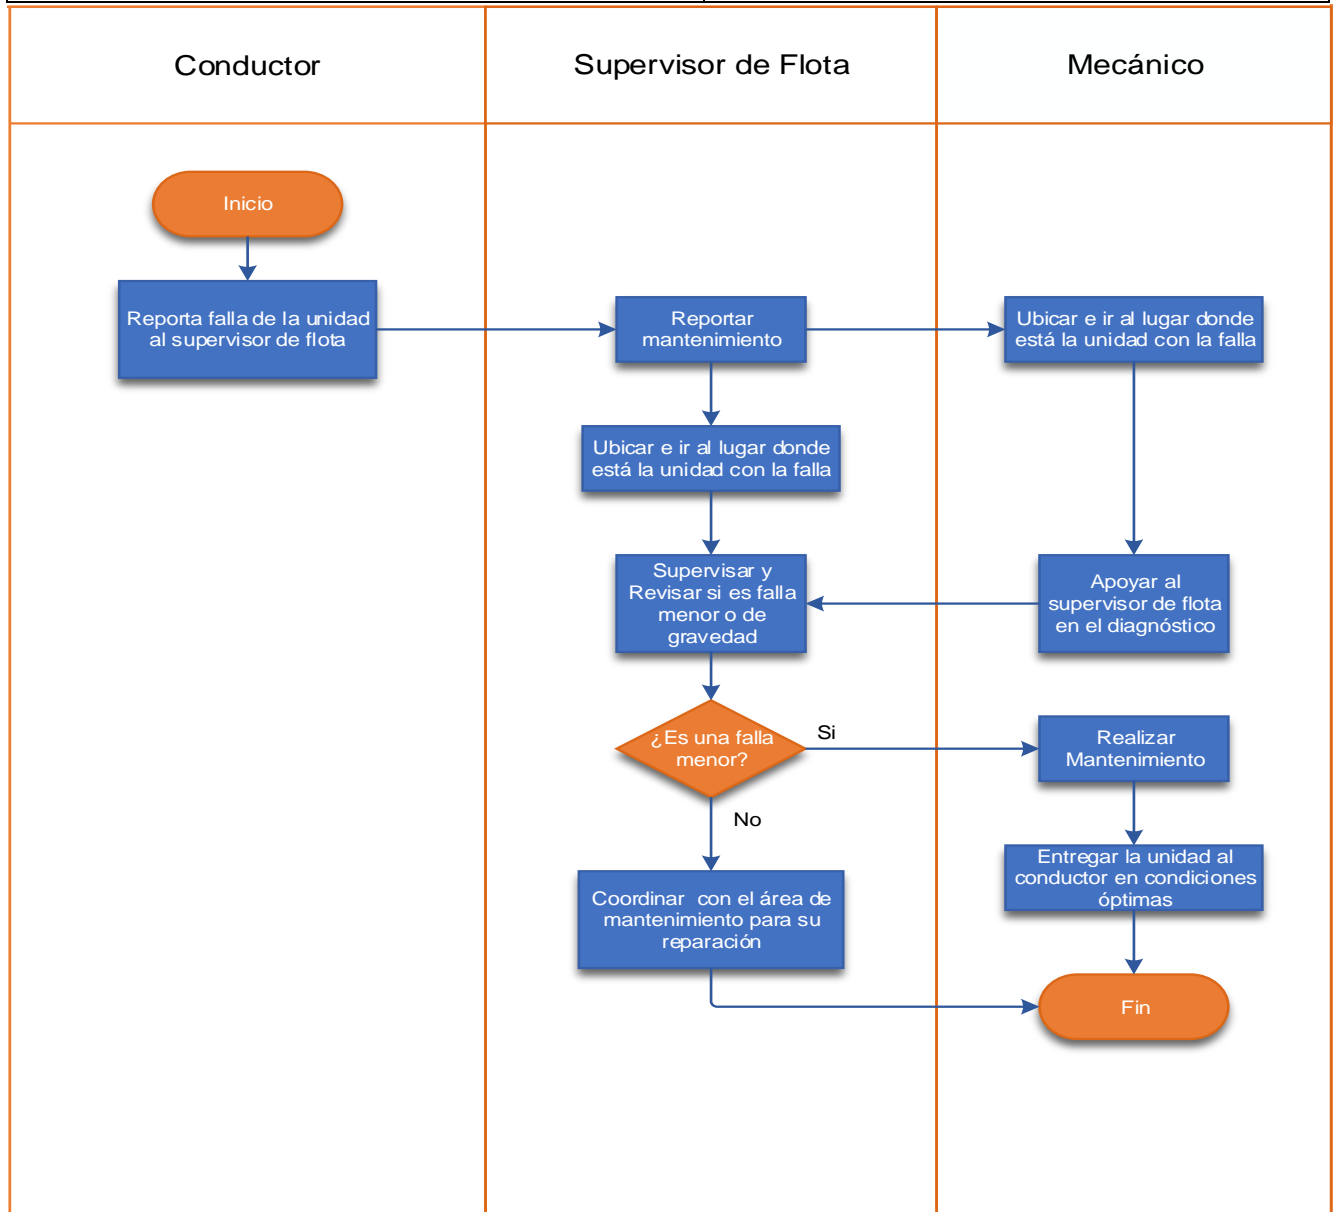 Conductor
Supervisor de Flota
Mecánico
Inicio
Reporta falla de la unidad
al supervisor de flota
Reportar
mantenimiento
Ubicar e ir al lugar donde
está la unidad con la falla
Ubicar e ir al lugar donde
está la unidad con la falla
Supervisar y
Revisar si es falla
menor o de
gravedad
Apoyar al
supervisor de flota
en el diagnóstico
¿Es una falla
menor?
Si
Realizar
Mantenimiento
No
Entregar la unidad al
conductor en condiciones
óptimas
Coordinar con el área de
mantenimiento para su
reparación
Fin